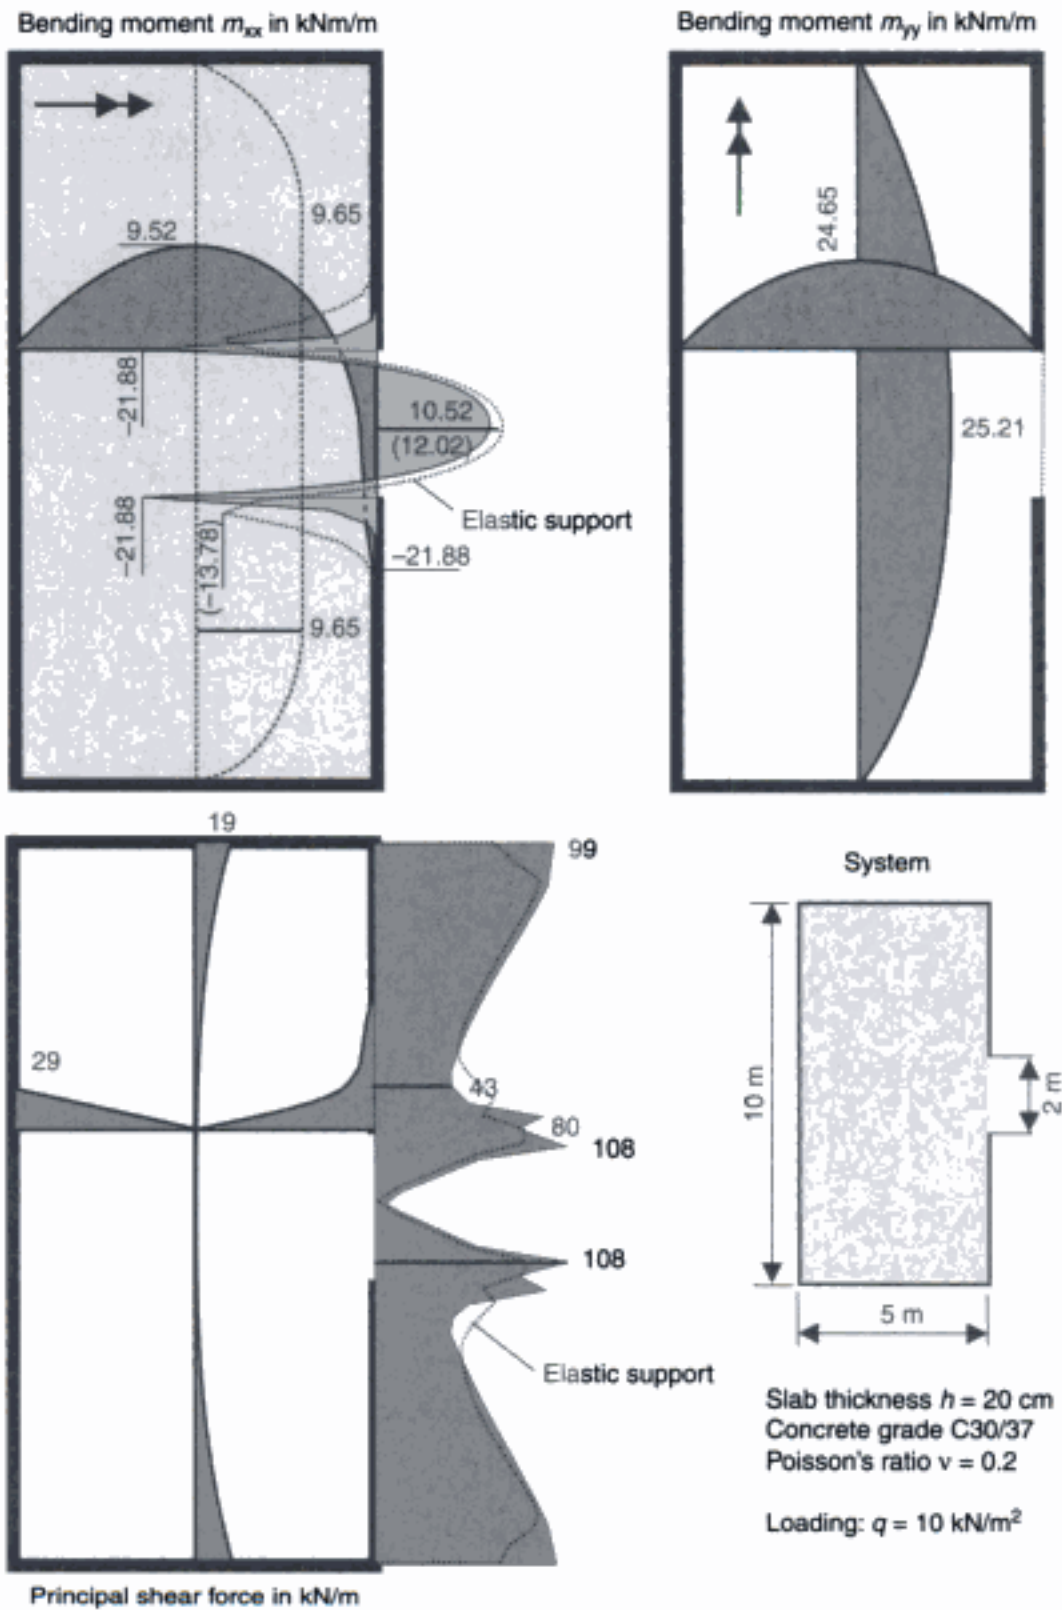 Bending moment mxx in kNm/m
9.65
9.52
-21.88
10.52
(12.02)
-21.88
(-13.78)
Elastic support
-21.88
9.65
Bending moment myy in kNm/m
24.65
25.21
19
99
29
43
80
108
108
Elastic support
Principal shear force in kN/m
System
10 m
2 m
5 m
Slab thickness h = 20 cm
Concrete grade C30/37
Poisson's ratio ν = 0.2
Loading: q = 10 kN/m²